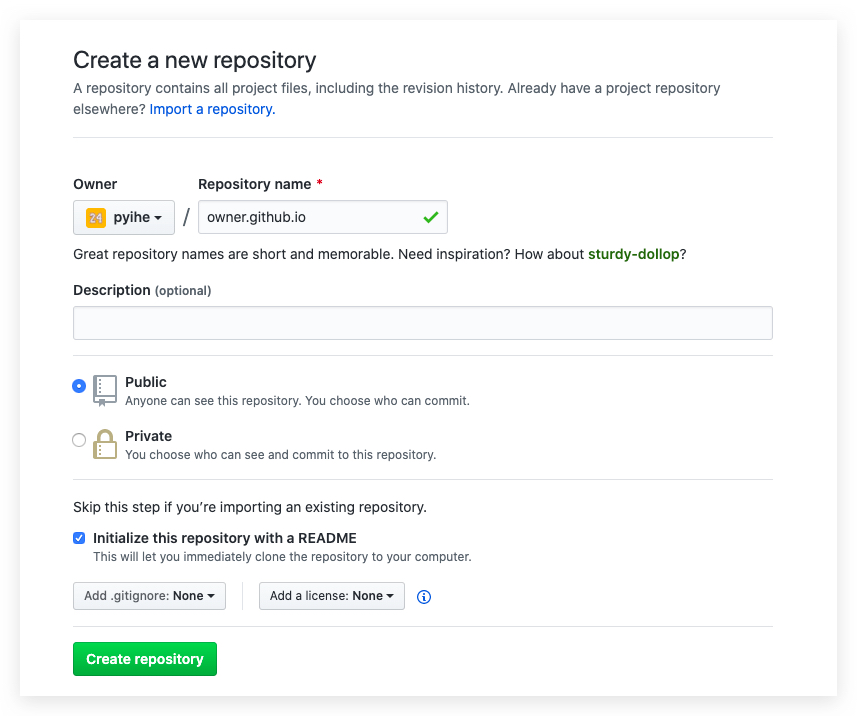 Create a new repository
A repository contains all project files, including the revision history. Already have a project repository
elsewhere? Import a repository.
Owner
Repository name *
24 pyihe / owner.github.io
Great repository names are short and memorable. Need inspiration? How about sturdy-dollop?
Description (optional)
Public
Anyone can see this repository. You choose who can commit.
Private
You choose who can see and commit to this repository.
Skip this step if you’re importing an existing repository.
Initialize this repository with a README
This will let you immediately clone the repository to your computer.
Add .gitignore: None
Add a license: None
Create repository